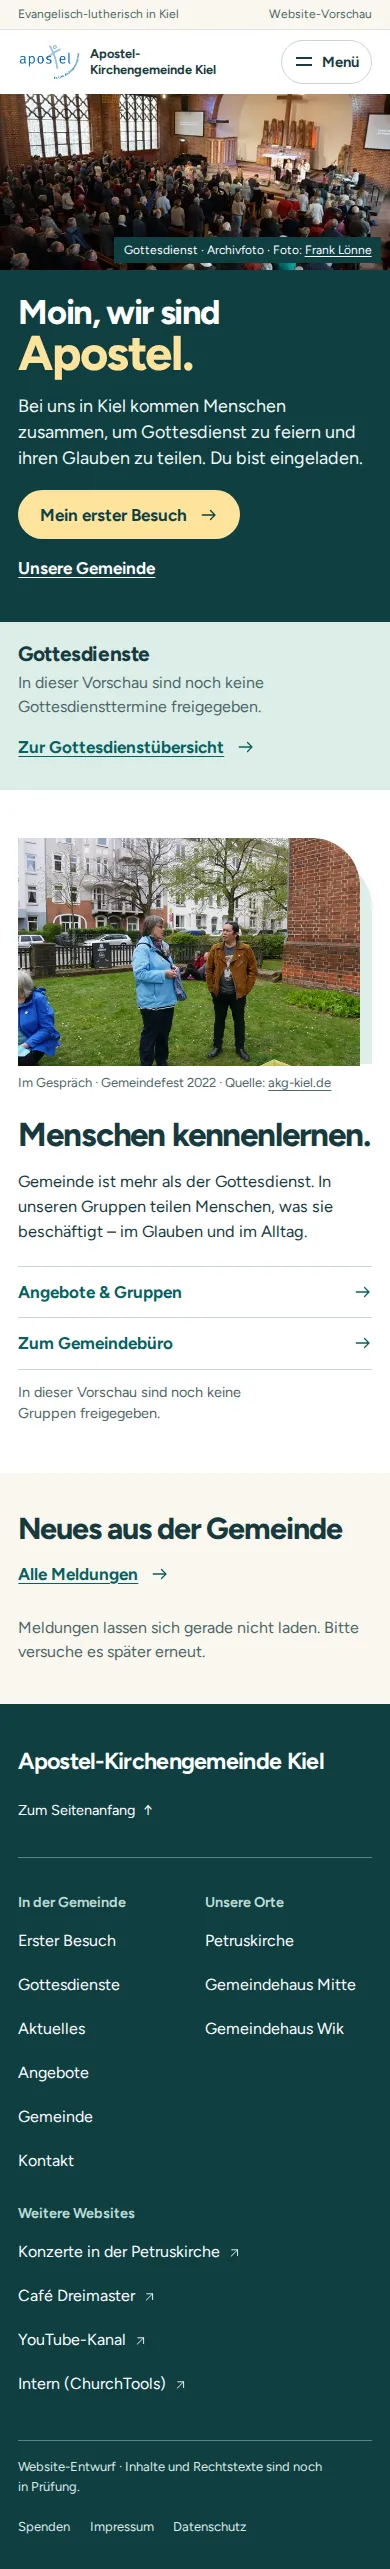 Evangelisch-lutherisch in Kiel
Website-Vorschau
apostel
Apostel-
Kirchengemeinde Kiel
Menü
Gottesdienst · Archivfoto · Foto: Frank Lönne
Moin, wir sind
Apostel.
Bei uns in Kiel kommen Menschen
zusammen, um Gottesdienst zu feiern und
ihren Glauben zu teilen. Du bist eingeladen.
Mein erster Besuch →
Unsere Gemeinde
Gottesdienste
In dieser Vorschau sind noch keine
Gottesdiensttermine freigegeben.
Zur Gottesdienstübersicht →
Im Gespräch · Gemeindefest 2022 · Quelle: akg-kiel.de
Menschen kennenlernen.
Gemeinde ist mehr als der Gottesdienst. In
unseren Gruppen teilen Menschen, was sie
beschäftigt – im Glauben und im Alltag.
Angebote & Gruppen →
Zum Gemeindebüro →
In dieser Vorschau sind noch keine
Gruppen freigegeben.
Neues aus der Gemeinde
Alle Meldungen →
Meldungen lassen sich gerade nicht laden. Bitte
versuche es später erneut.
Apostel-Kirchengemeinde Kiel
Zum Seitenanfang ↑
In der Gemeinde
Erster Besuch
Gottesdienste
Aktuelles
Angebote
Gemeinde
Kontakt
Unsere Orte
Petruskirche
Gemeindehaus Mitte
Gemeindehaus Wik
Weitere Websites
Konzerte in der Petruskirche ↗
Café Dreimaster ↗
YouTube-Kanal ↗
Intern (ChurchTools) ↗
Website-Entwurf · Inhalte und Rechtstexte sind noch
in Prüfung.
Spenden Impressum Datenschutz